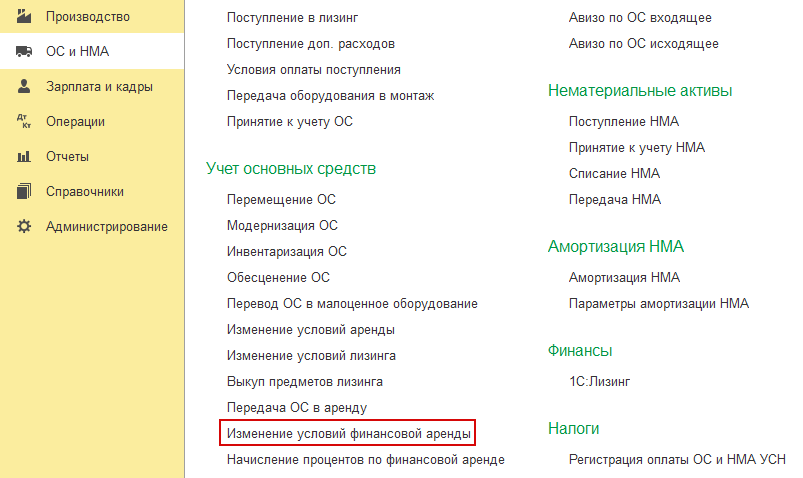 Производство
ОС и НМА
Зарплата и кадры
Дт
Кт
Операции
Отчеты
Справочники
Администрирование
Поступление в лизинг
Поступление доп. расходов
Условия оплаты поступления
Передача оборудования в монтаж
Принятие к учету ОС
Учет основных средств
Перемещение ОС
Модернизация ОС
Инвентаризация ОС
Обесценение ОС
Перевод ОС в малоценное оборудование
Изменение условий аренды
Изменение условий лизинга
Выкуп предметов лизинга
Передача ОС в аренду
Изменение условий финансовой аренды
Начисление процентов по финансовой аренде
Авизо по ОС входящее
Авизо по ОС исходящее
Нематериальные активы
Поступление НМА
Принятие к учету НМА
Списание НМА
Передача НМА
Амортизация НМА
Амортизация НМА
Параметры амортизации НМА
Финансы
1С:Лизинг
Налоги
Регистрация оплаты ОС и НМА УСН